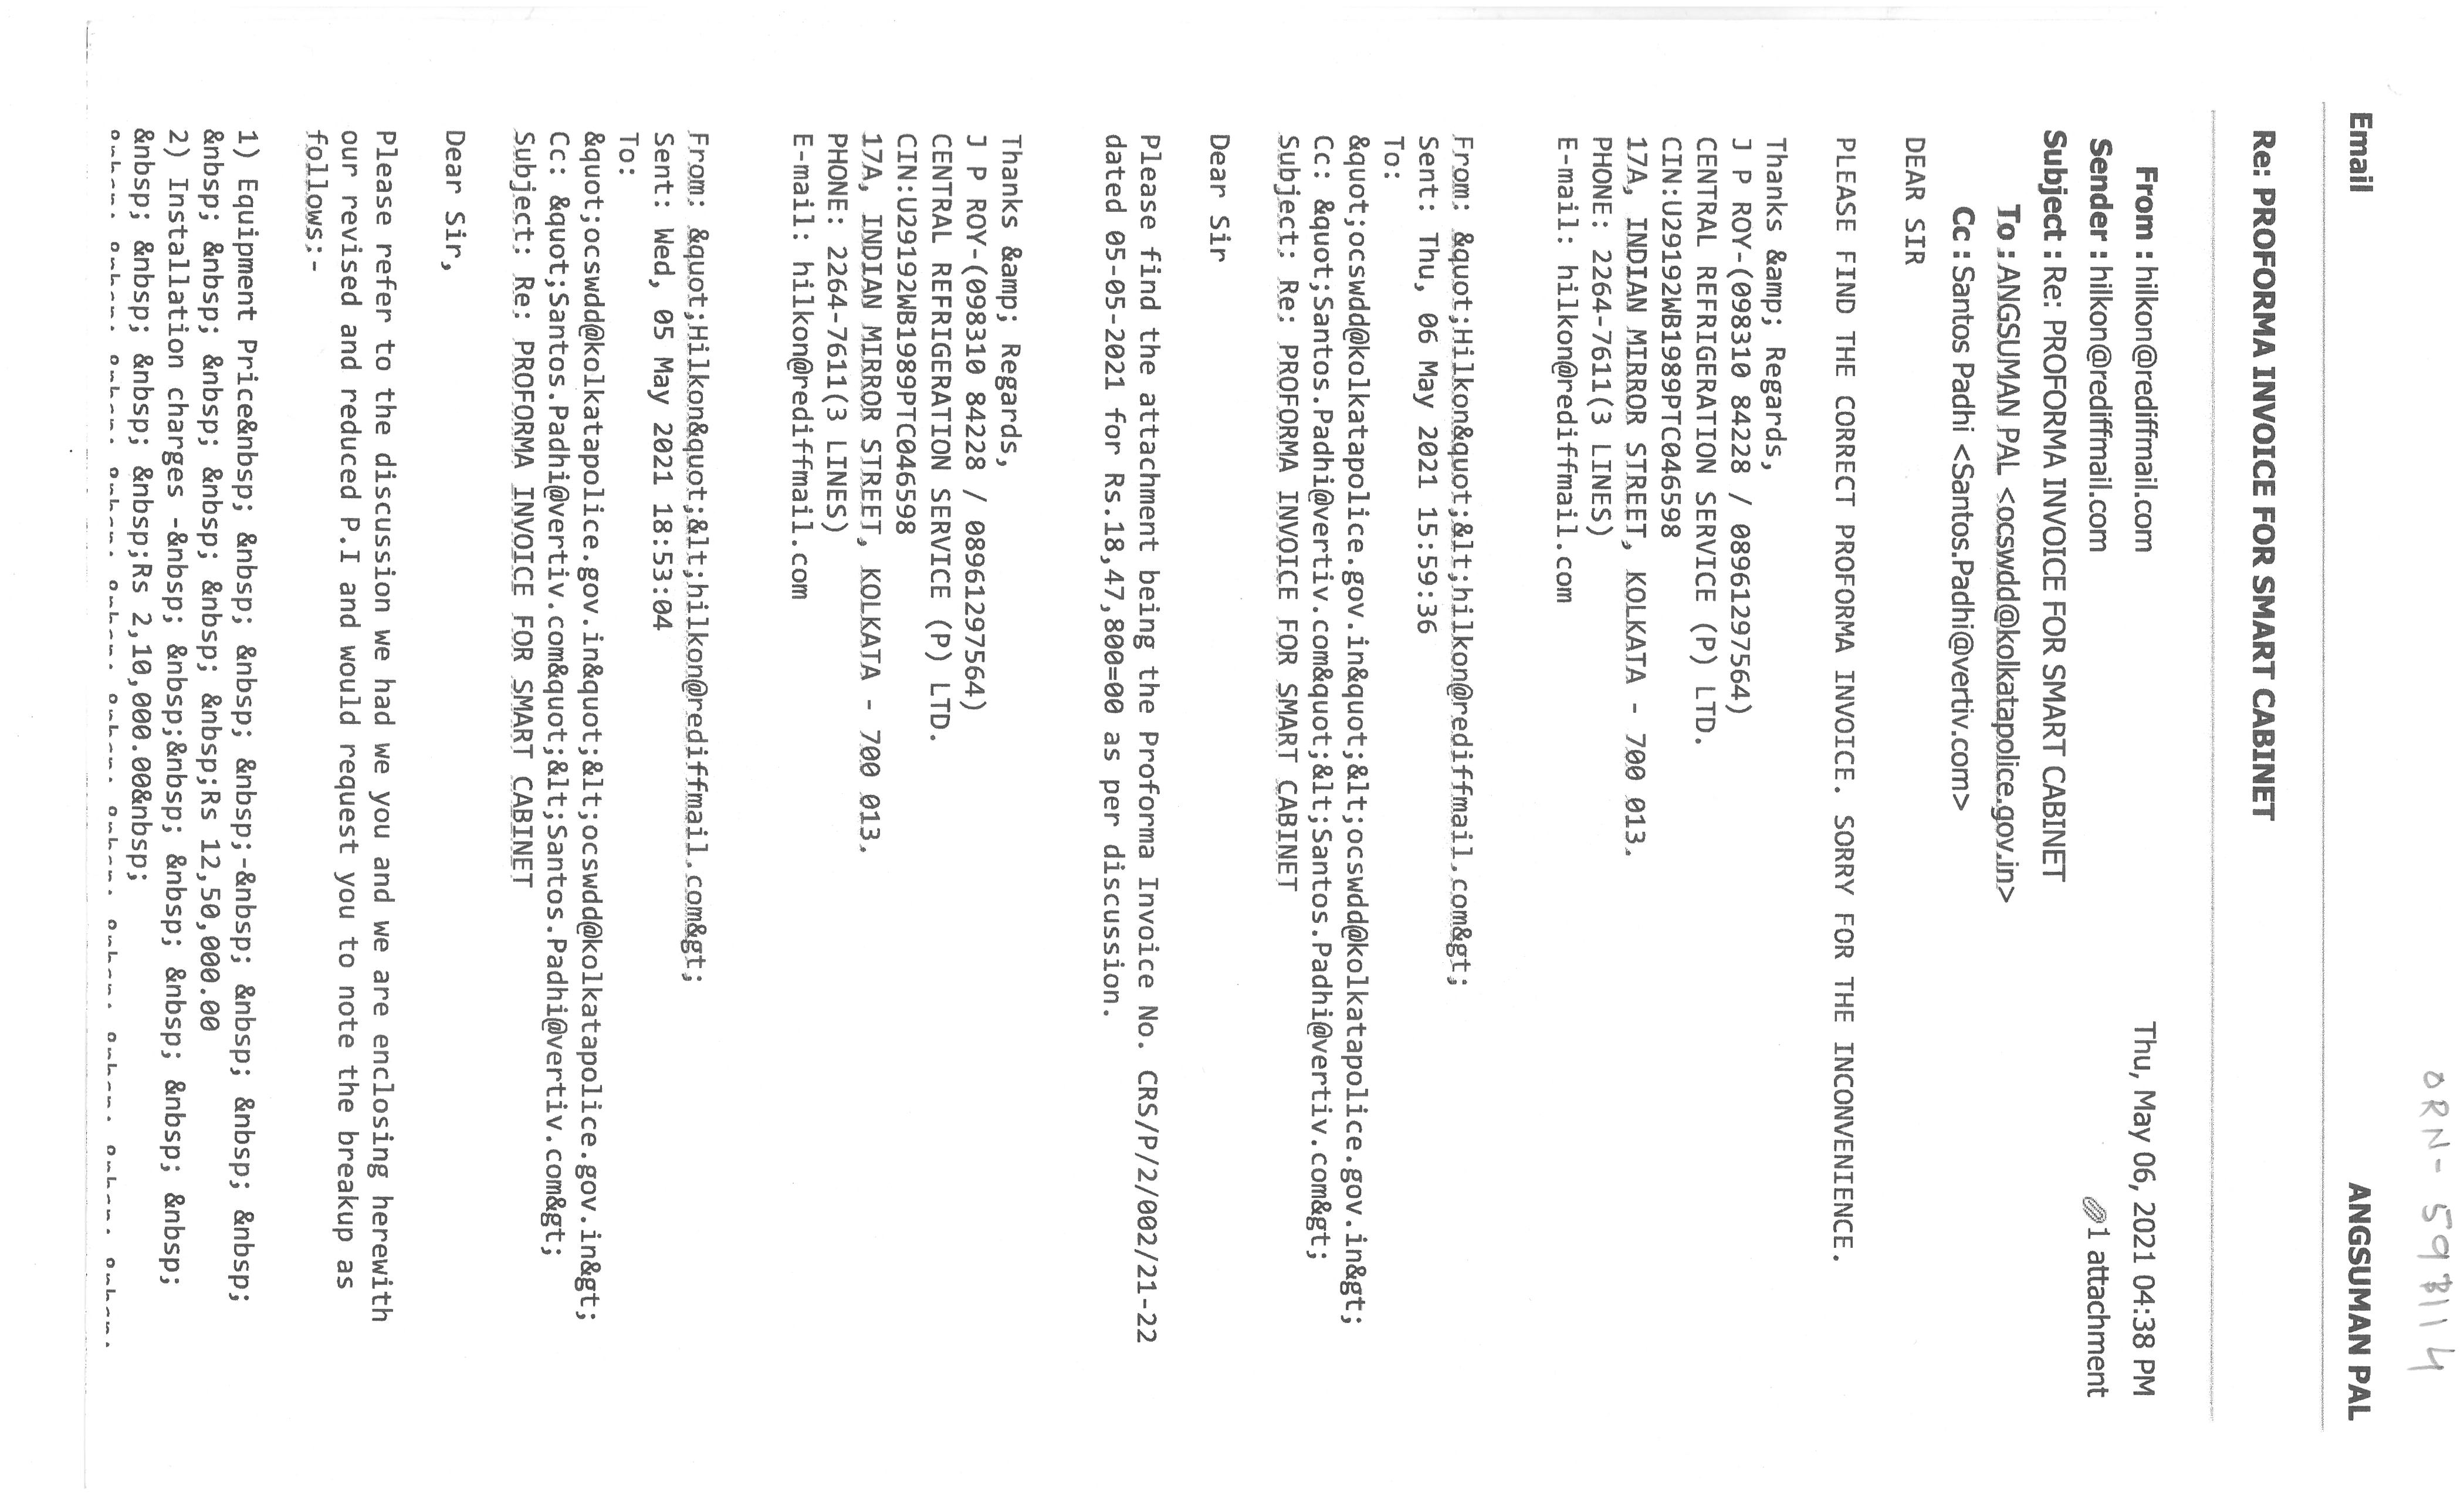 ORN- 593114
Email ANGSUMAN PAL
Re: PROFORMA INVOICE FOR SMART CABINET
From : hilkon@rediffmail.com Thu, May 06, 2021 04:38 PM
Sender : hilkon@rediffmail.com 1 attachment
Subject : Re: PROFORMA INVOICE FOR SMART CABINET
To : ANGSUMAN PAL <ocswdd@kolkatapolice.gov.in>
Cc : Santos Padhi <Santos.Padhi@vertiv.com>
DEAR SIR
PLEASE FIND THE CORRECT PROFORMA INVOICE. SORRY FOR THE INCONVENIENCE.
Thanks &amp; Regards,
J P ROY-(098310 84228 / 08961297564)
CENTRAL REFRIGERATION SERVICE (P) LTD.
CIN:U29192WB1989PTC046598
17A, INDIAN MIRROR STREET, KOLKATA - 700 013.
PHONE: 2264-7611(3 LINES)
E-mail: hilkon@rediffmail.com
From: &quot;Hilkon&quot;&lt;hilkon@rediffmail.com&gt;
Sent: Thu, 06 May 2021 15:59:36
To:
&quot;ocswdd@kolkatapolice.gov.in&quot;&lt;ocswdd@kolkatapolice.gov.in&gt;
Cc: &quot;Santos.Padhi@vertiv.com&quot;&lt;Santos.Padhi@vertiv.com&gt;
Subject: Re: PROFORMA INVOICE FOR SMART CABINET
Dear Sir
Please find the attachment being the Proforma Invoice No. CRS/P/2/002/21-22
dated 05-05-2021 for Rs.18,47,800=00 as per discussion.
Thanks &amp; Regards,
J P ROY-(098310 84228 / 08961297564)
CENTRAL REFRIGERATION SERVICE (P) LTD.
CIN:U29192WB1989PTC046598
17A, INDIAN MIRROR STREET, KOLKATA - 700 013.
PHONE: 2264-7611(3 LINES)
E-mail: hilkon@rediffmail.com
From: &quot;Hilkon&quot;&lt;hilkon@rediffmail.com&gt;
Sent: Wed, 05 May 2021 18:53:04
To:
&quot;ocswdd@kolkatapolice.gov.in&quot;&lt;ocswdd@kolkatapolice.gov.in&gt;
Cc: &quot;Santos.Padhi@vertiv.com&quot;&lt;Santos.Padhi@vertiv.com&gt;
Subject: Re: PROFORMA INVOICE FOR SMART CABINET
Dear Sir,
Please refer to the discussion we had we you and we are enclosing herewith
our revised and reduced P.I and would request you to note the breakup as
follows:-
1) Equipment Price&nbsp; &nbsp; &nbsp; &nbsp;-&nbsp; &nbsp; &nbsp; &nbsp;
&nbsp; &nbsp; &nbsp; &nbsp; &nbsp; &nbsp;Rs 12,50,000.00
2) Installation charges -&nbsp; &nbsp;&nbsp; &nbsp; &nbsp; &nbsp; &nbsp;
&nbsp; &nbsp; &nbsp; &nbsp;Rs 2,10,000.00&nbsp;